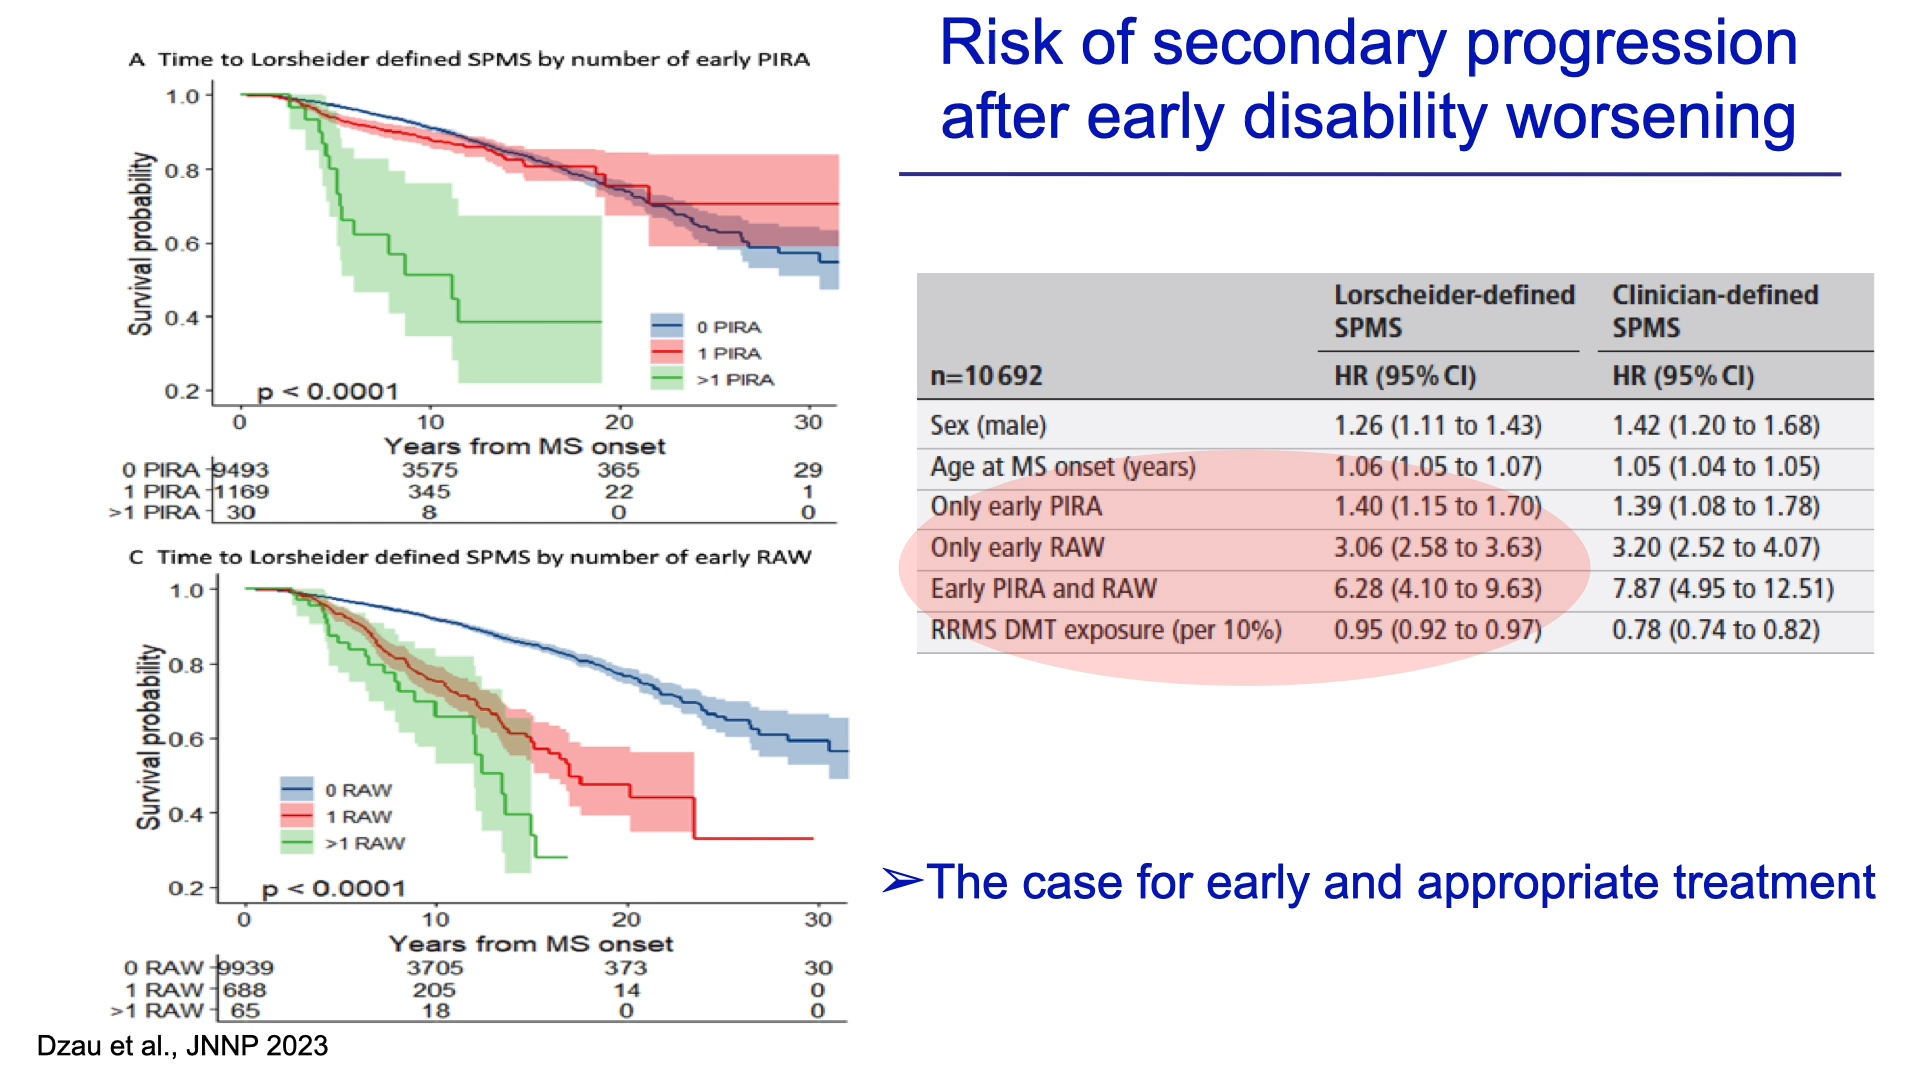 Risk of secondary progression
after early disability worsening
A Time to Lorsheider defined SPMS by number of early PIRA
Survival probability
1.0
0.8
0.6
0.4
0.2
0 PIRA
1 PIRA
>1 PIRA
p < 0.0001
0 10 20 30
Years from MS onset
0 PIRA 9493 3575 365 29
1 PIRA 1169 345 22 1
>1 PIRA 30 8 0 0
C Time to Lorsheider defined SPMS by number of early RAW
Survival probability
1.0
0.8
0.6
0.4
0.2
0 RAW
1 RAW
>1 RAW
p < 0.0001
0 10 20 30
Years from MS onset
0 RAW 9939 3705 373 30
1 RAW 688 205 14 0
>1 RAW 65 18 0 0
Dzau et al., JNNP 2023
Lorscheider-defined Clinician-defined
SPMS SPMS
n=10 692 HR (95% CI) HR (95% CI)
Sex (male) 1.26 (1.11 to 1.43) 1.42 (1.20 to 1.68)
Age at MS onset (years) 1.06 (1.05 to 1.07) 1.05 (1.04 to 1.05)
Only early PIRA 1.40 (1.15 to 1.70) 1.39 (1.08 to 1.78)
Only early RAW 3.06 (2.58 to 3.63) 3.20 (2.52 to 4.07)
Early PIRA and RAW 6.28 (4.10 to 9.63) 7.87 (4.95 to 12.51)
RRMS DMT exposure (per 10%) 0.95 (0.92 to 0.97) 0.78 (0.74 to 0.82)
➢The case for early and appropriate treatment